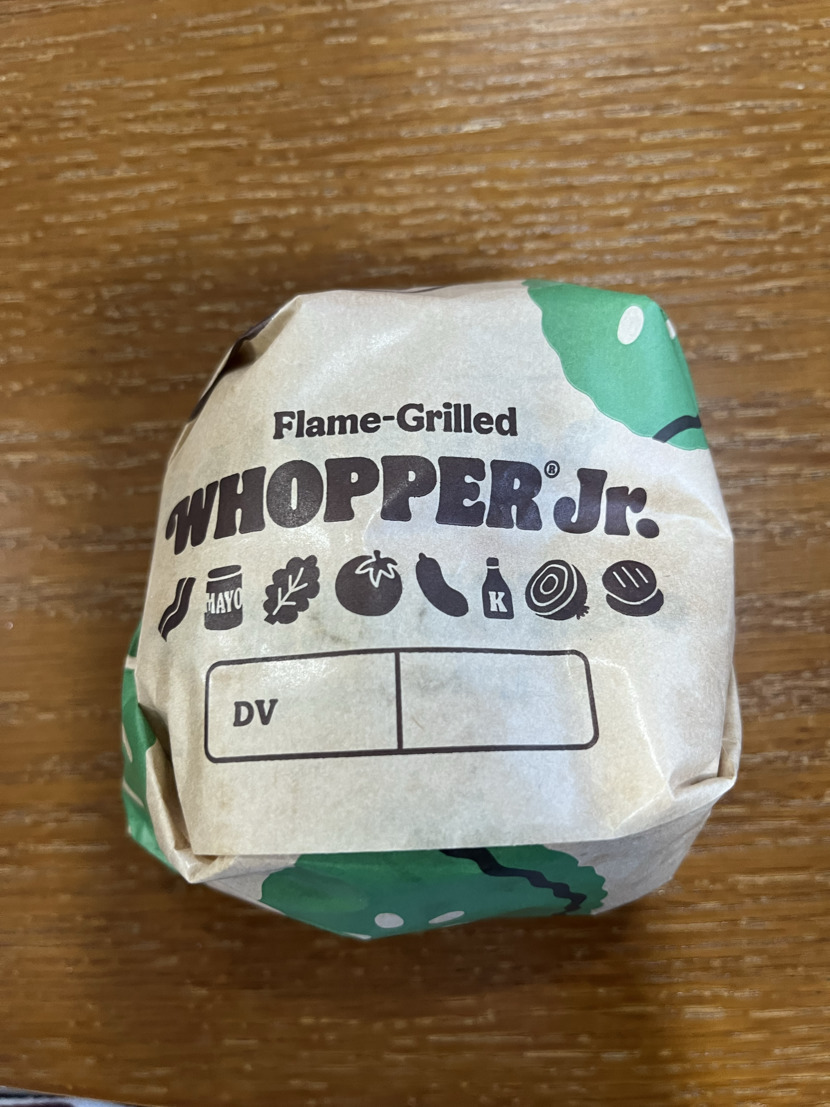 Flame-Grilled
WHOPPER® Jr.
MAYO
K
DV